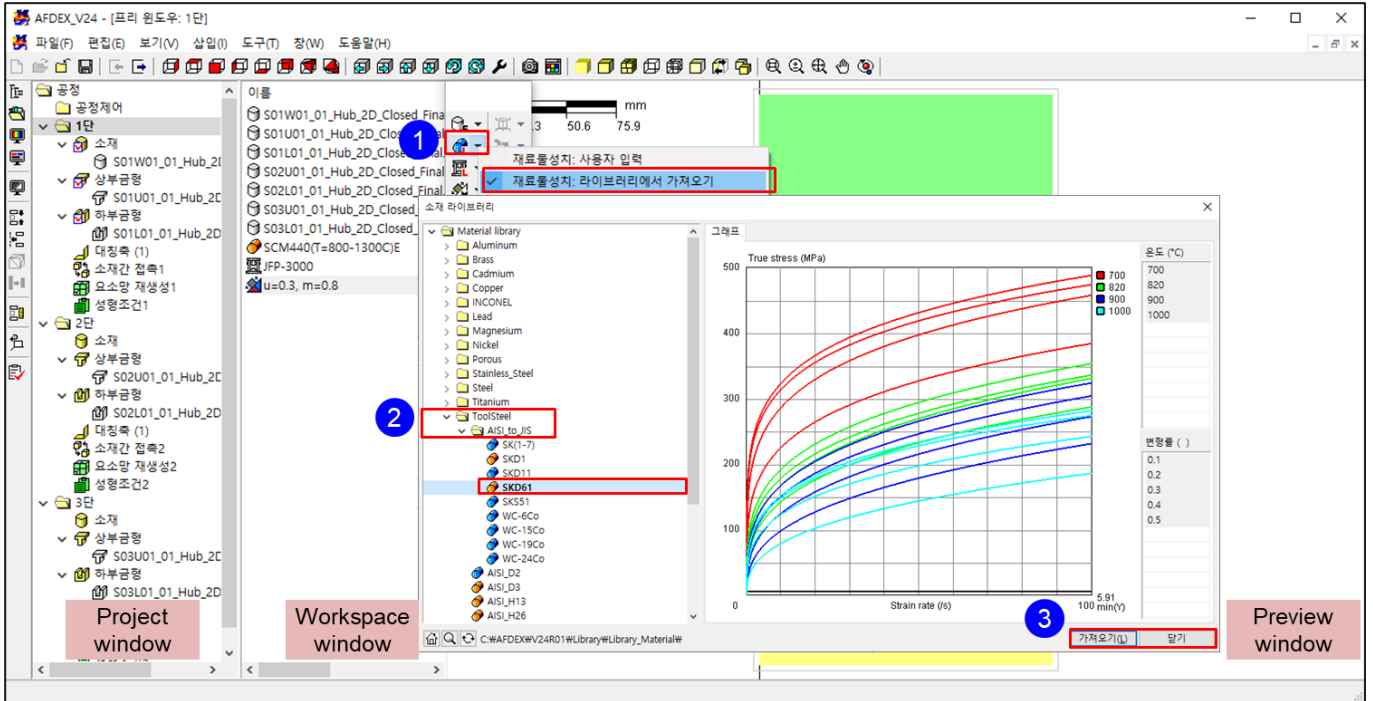 AFDEX_V24 - [프리 윈도우: 1단]
파일(F) 편집(E) 보기(V) 삽입(I) 도구(T) 창(W) 도움말(H)
공정
공정제어
1단
소재
S01W01_01_Hub_2D
상부금형
S01U01_01_Hub_2D
하부금형
S01L01_01_Hub_2D
대칭축 (1)
소재간 접촉1
요소망 재생성1
성형조건1
2단
소재
상부금형
S02U01_01_Hub_2D
하부금형
S02L01_01_Hub_2D
대칭축 (1)
소재간 접촉2
요소망 재생성2
성형조건2
3단
소재
상부금형
S03U01_01_Hub_2D
하부금형
S03L01_01_Hub_2D
Project
window
이름
S01W01_01_Hub_2D_Closed_Fina
S01U01_01_Hub_2D_Clos
S01L01_01_Hub_2D_Closed_Final.
S02U01_01_Hub_2D_Closed_Final
S02L01_01_Hub_2D_Closed_Final.
S03U01_01_Hub_2D_Closed_
S03L01_01_Hub_2D_Closed_
SCM440(T=800-1300C)E
JFP-3000
u=0.3, m=0.8
Workspace
window
mm
.3 50.6 75.9
1
재료물성치: 사용자 입력
재료물성치: 라이브러리에서 가져오기
소재 라이브러리
Material library
Aluminum
Brass
Cadmium
Copper
INCONEL
Lead
Magnesium
Nickel
Porous
Stainless_Steel
Steel
Titanium
2
ToolSteel
AISI_to_JIS
SK(1-7)
SKD1
SKD11
SKD61
SKS51
WC-6Co
WC-15Co
WC-19Co
WC-24Co
AISI_D2
AISI_D3
AISI_H13
AISI_H26
C:₩AFDEX₩V24R01₩Library₩Library_Material₩
그래프
True stress (MPa)
500
400
300
200
100
0
Strain rate (/s)
100
5.91
min(Y)
700
820
900
1000
온도 (°C)
700
820
900
1000
변형률 ( )
0.1
0.2
0.3
0.4
0.5
3
가져오기(L) 닫기
Preview
window